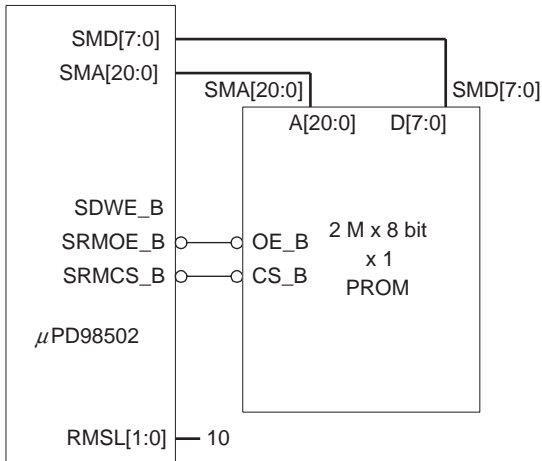 SMD[7:0]
SMA[20:0]
SMA[20:0]
SMD[7:0]
A[20:0] D[7:0]
SDWE_B
SRMOE_B
OE_B
SRMCS_B
CS_B
2 M x 8 bit
x 1
PROM
μPD98502
RMSL[1:0]
10